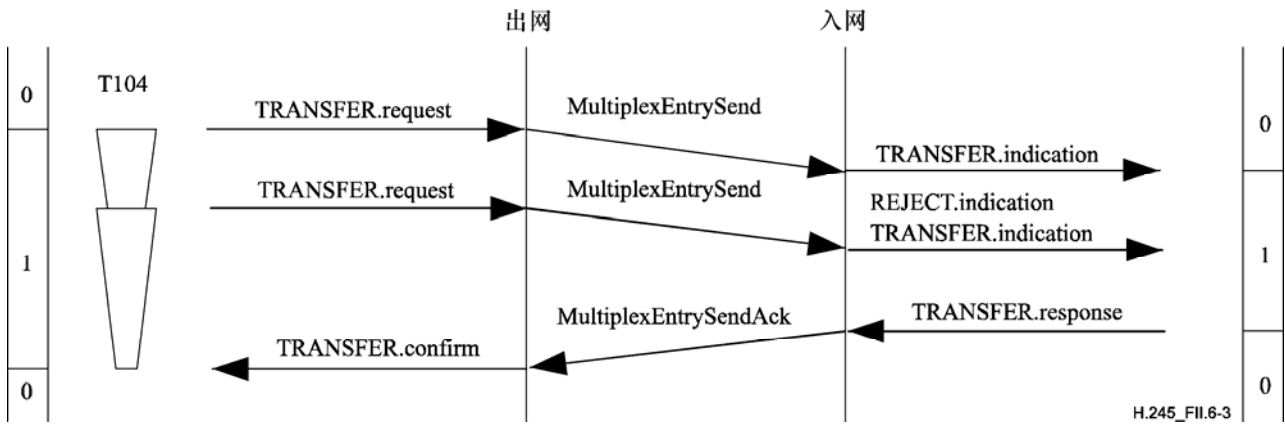 出网
入网
T104
0
TRANSFER.request
MultiplexEntrySend
0
TRANSFER.indication
TRANSFER.request
MultiplexEntrySend
REJECT.indication
TRANSFER.indication
1
1
MultiplexEntrySendAck
TRANSFER.response
TRANSFER.confirm
0
0
H.245_FII.6-3